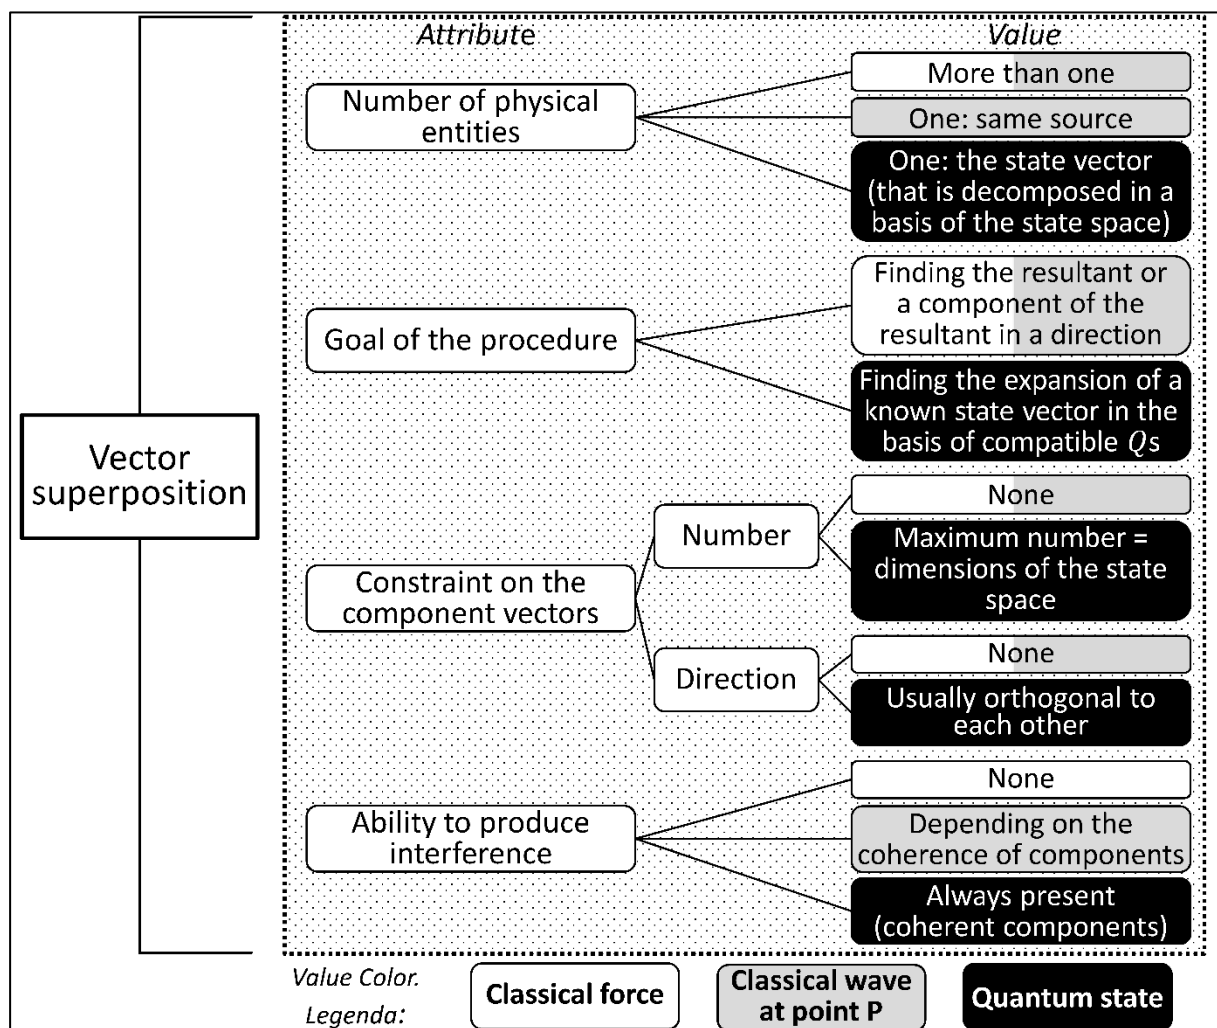 Attribute
Value
Number of physical
entities
More than one
One: same source
One: the state vector
(that is decomposed in a
basis of the state space)
Goal of the procedure
Finding the resultant or
a component of the
resultant in a direction
Finding the expansion of a
known state vector in the
basis of compatible Qs
Vector
superposition
Constraint on the
component vectors
Number
None
Maximum number =
dimensions of the state
space
Direction
None
Usually orthogonal to
each other
Ability to produce
interference
None
Depending on the
coherence of components
Always present
(coherent components)
Value Color.
Legenda:
Classical force
Classical wave
at point P
Quantum state